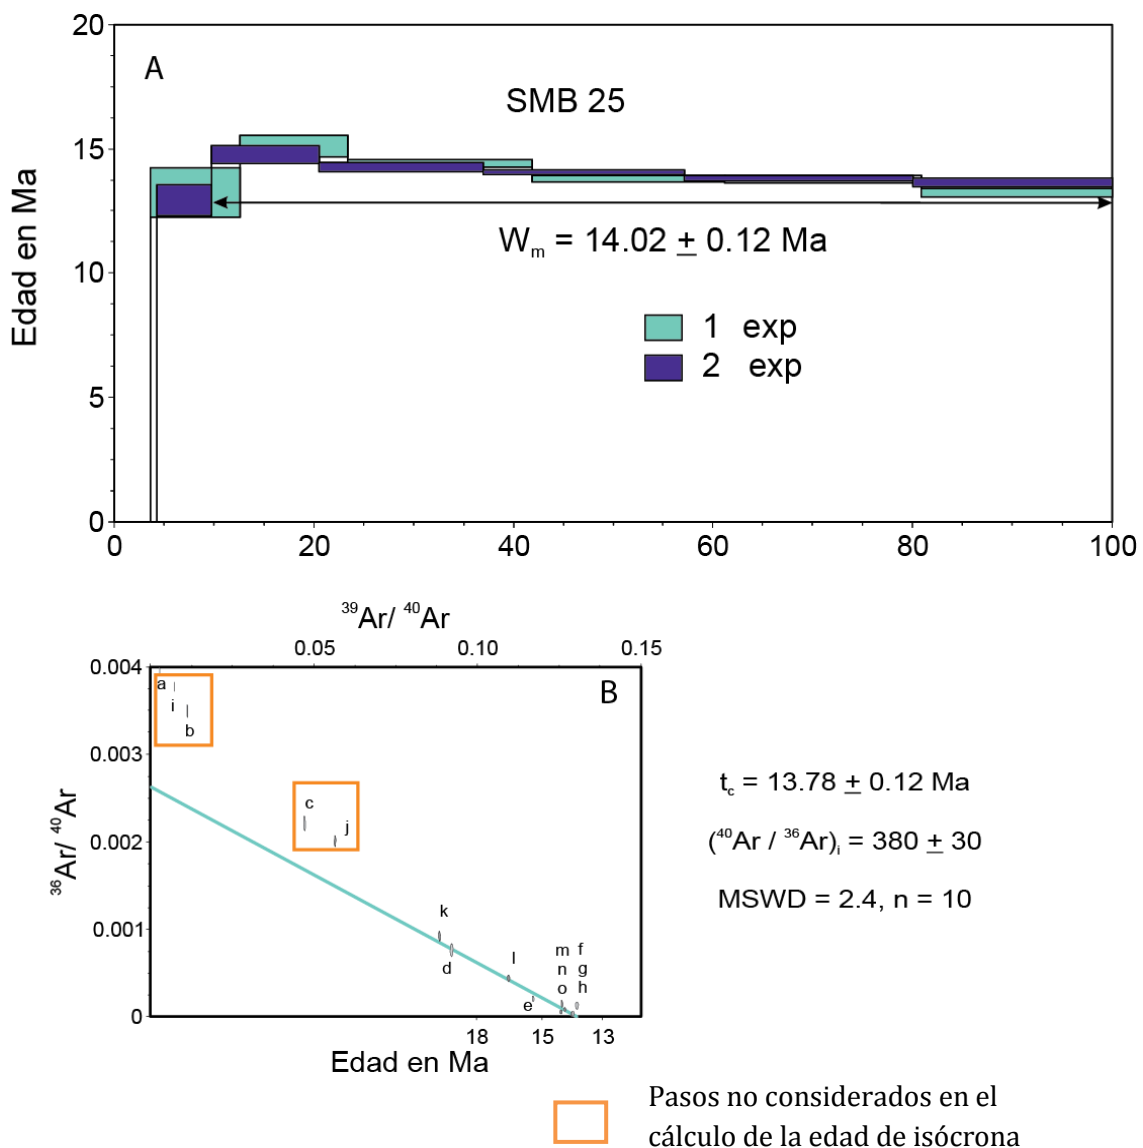 20
A
SMB 25
15
Edad en Ma
W_m = 14.02 ± 0.12 Ma
10
1 exp
2 exp
5
0
0 20 40 60 80 100
³⁹Ar/ ⁴⁰Ar
0.05 0.10 0.15
0.004
a
B
i
b
0.003
³⁶Ar/ ⁴⁰Ar
c
j
t_c = 13.78 ± 0.12 Ma
0.002
(⁴⁰Ar / ³⁶Ar)_i = 380 ± 30
k
MSWD = 2.4, n = 10
0.001
d
l
m f
n g
o h
e
0
18 15 13
Edad en Ma
Pasos no considerados en el
cálculo de la edad de isócrona